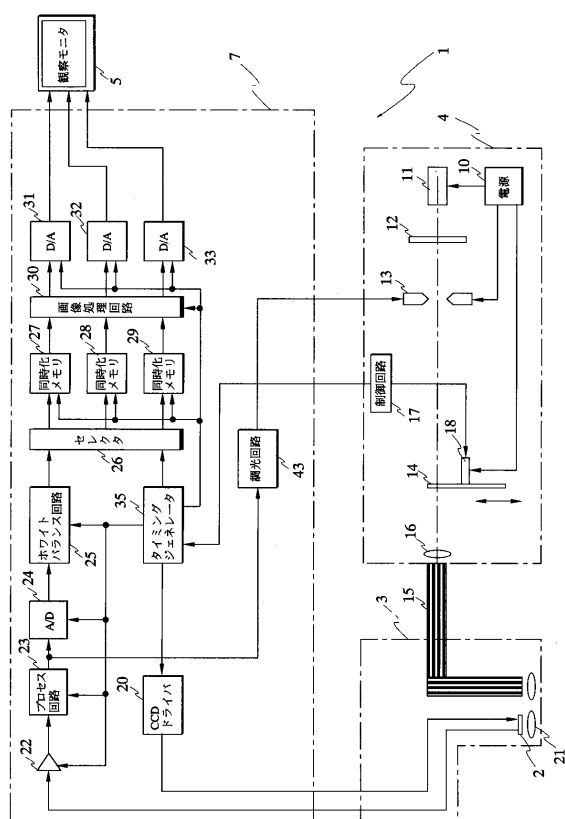 観察モニタ
5
7
1
D/A
31
D/A
32
D/A
33
画像処理回路
30
同時化
メモリ
27
同時化
メモリ
28
同時化
メモリ
29
セレクタ
26
ホワイト
バランス回路
25
タイミング
ジェネレータ
35
A/D
24
プロセス
回路
23
22
CCD
ドライバ
20
調光回路
43
4
11
電源
10
12
13
制御回路
17
18
14
16
15
3
2
21